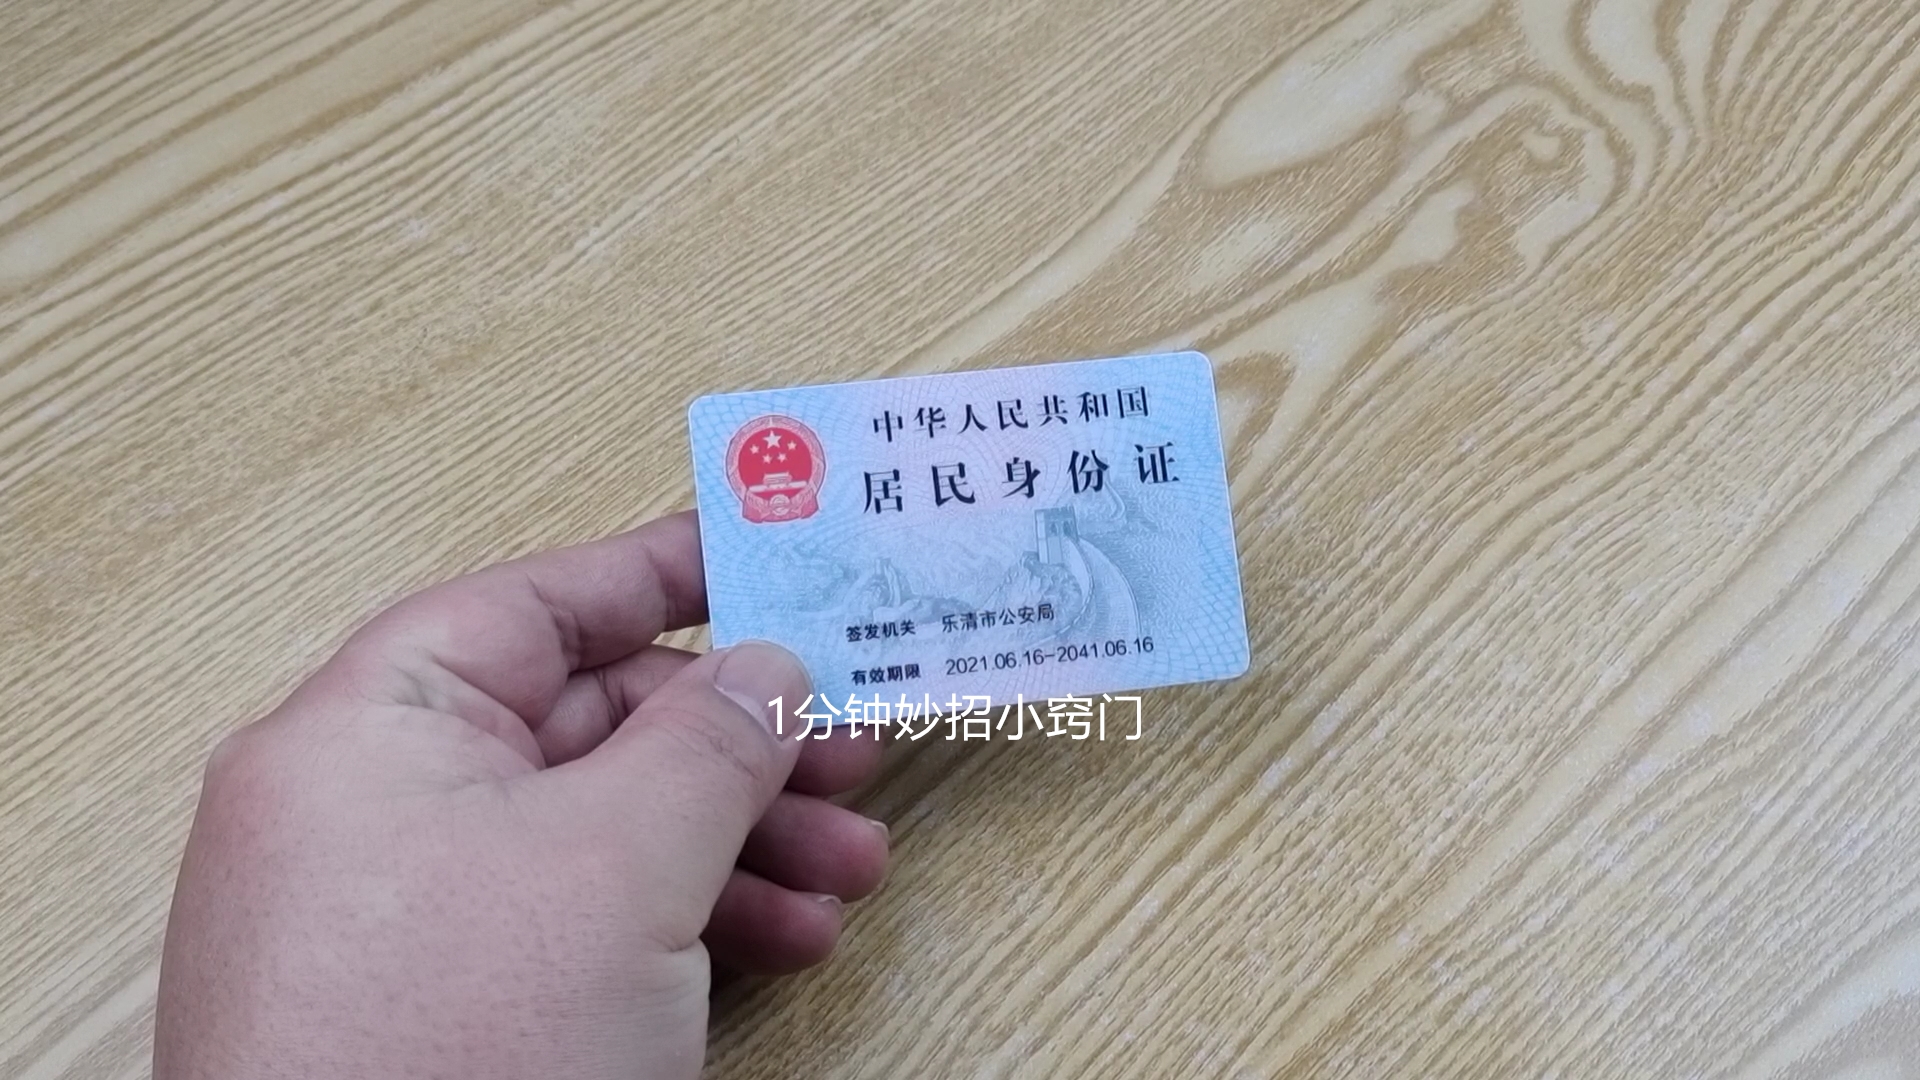 中华人民共和国
居民身份证
签发机关 乐清市公安局
有效期限 2021.06.16-2041.06.16
1分钟妙招小窍门